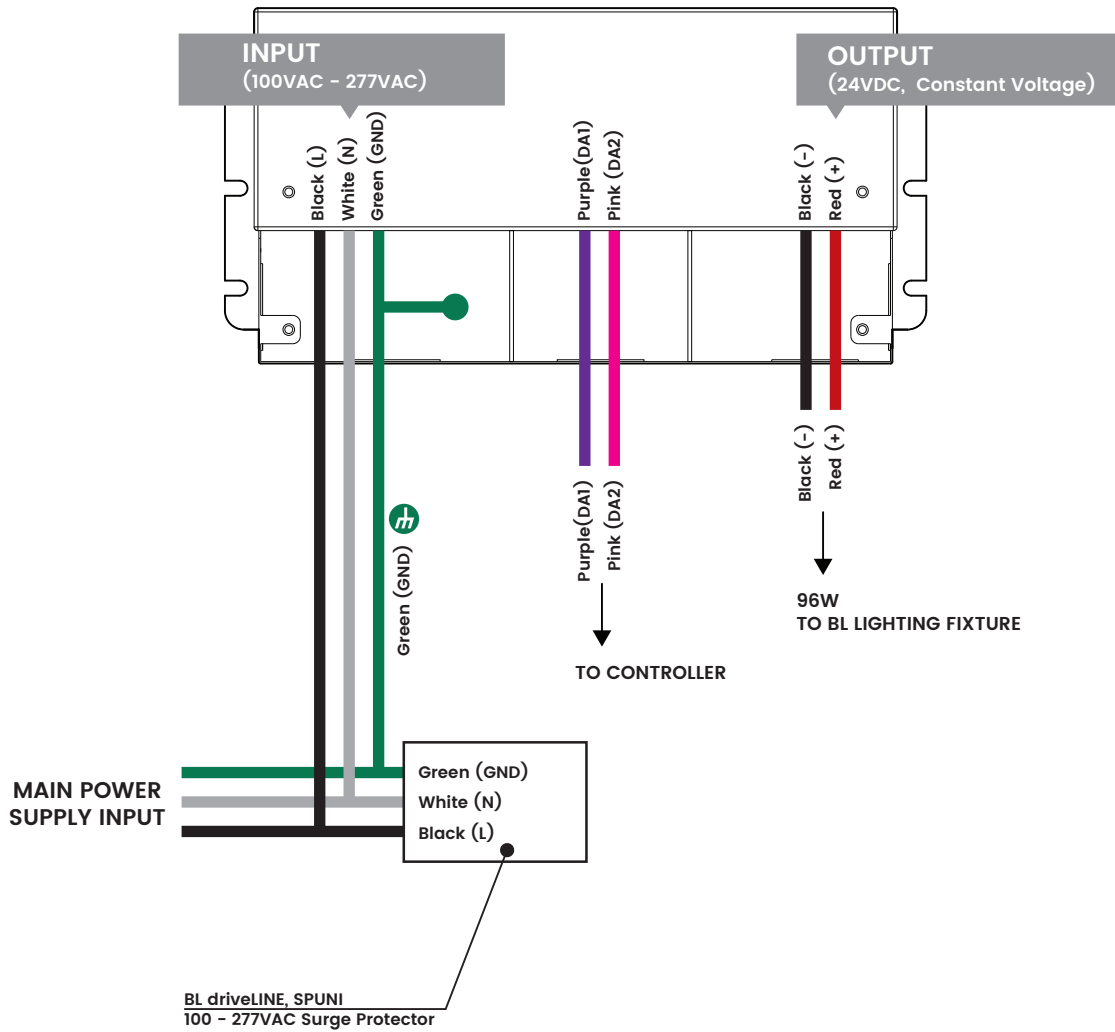 INPUT
(100VAC - 277VAC)
OUTPUT
(24VDC, Constant Voltage)
Black (L)
White (N)
Green (GND)
Purple(DA1)
Pink (DA2)
Black (-)
Red (+)
Green (GND)
Purple(DA1)
Pink (DA2)
Black (-)
Red (+)
TO CONTROLLER
96W
TO BL LIGHTING FIXTURE
MAIN POWER
SUPPLY INPUT
Green (GND)
White (N)
Black (L)
BL driveLINE, SPUNI
100 - 277VAC Surge Protector